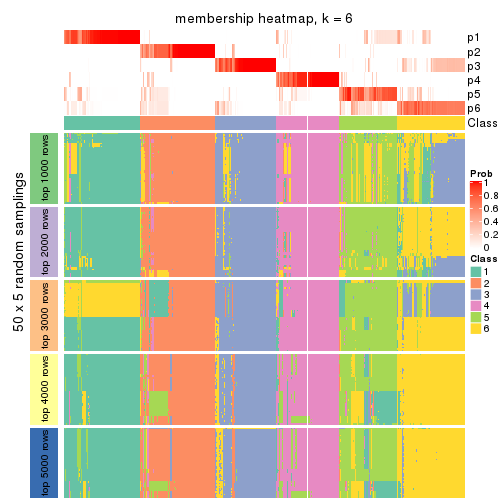 membership heatmap, k = 6
p1
p2
p3
p4
p5
p6
Class
50 x 5 random samplings
top 1000 rows
top 2000 rows
top 3000 rows
top 4000 rows
top 5000 rows
Prob
1
0.8
0.6
0.4
0.2
0
Class
1
2
3
4
5
6